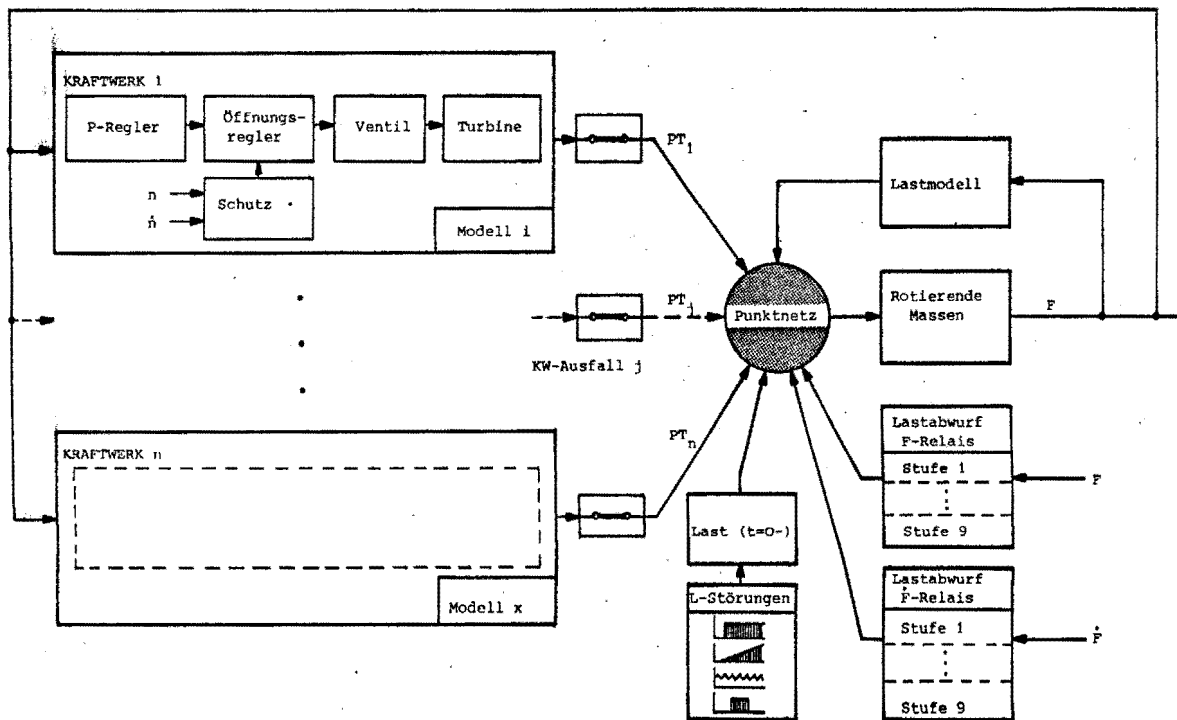 KRAFTWERK 1
P-Regler
Öffnungs-
regler
Ventil
Turbine
n
ṅ
Schutz
Modell i
PT1
Lastmodell
PTj
KW-Ausfall j
Punktnetz
Rotierende
Massen
F
KRAFTWERK n
Modell x
PTn
Last (t=0-)
L-Störungen
Lastabwurf
F-Relais
Stufe 1
Stufe 9
F
Lastabwurf
Ḟ-Relais
Stufe 1
Stufe 9
Ḟ